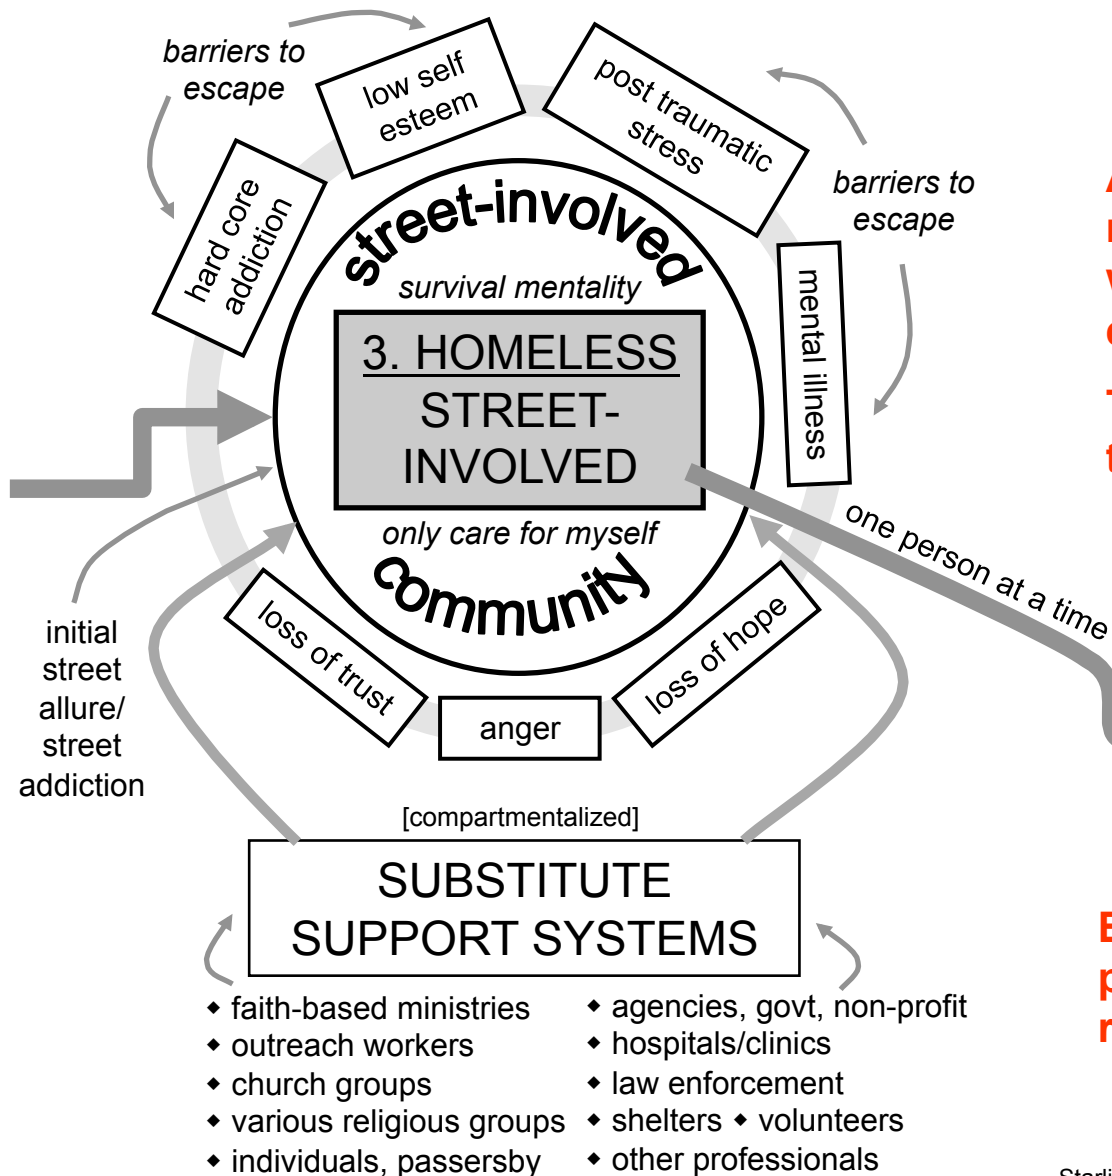 barriers to
escape
low self
esteem
post traumatic
stress
barriers to
escape
hard core
addiction
mental illness
street-involved
survival mentality
3. HOMELESS
STREET-
INVOLVED
only care for myself
community
one person at a time
initial
street
allure/
street
addiction
loss of trust
anger
loss of hope
[compartmentalized]
SUBSTITUTE
SUPPORT SYSTEMS
◆ faith-based ministries
◆ outreach workers
◆ church groups
◆ various religious groups
◆ individuals, passersby
◆ agencies, govt, non-profit
◆ hospitals/clinics
◆ law enforcement
◆ shelters ◆ volunteers
◆ other professionals